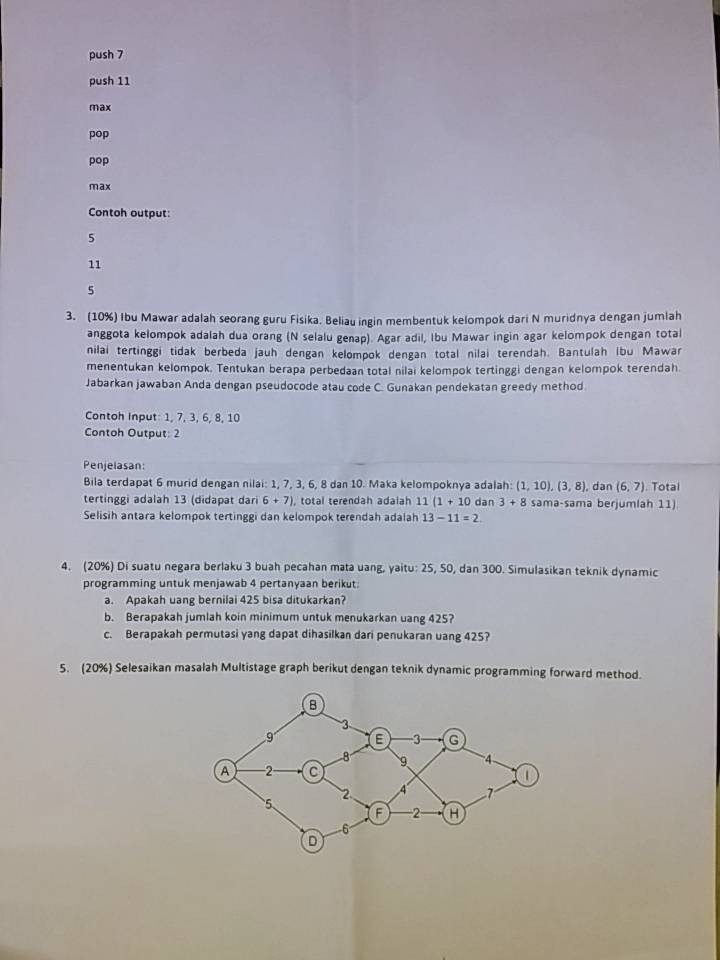 push 7
push 11
max
pop
pop
max
Contoh output:
5
11
5
3. (10%) Ibu Mawar adalah seorang guru Fisika. Beliau ingin membentuk kelompok dari N muridnya dengan jumlah
anggota kelompok adalah dua orang (N selalu genap). Agar adil, Ibu Mawar ingin agar kelompok dengan total
nilai tertinggi tidak berbeda jauh dengan kelompok dengan total nilai terendah. Bantulah Ibu Mawar
menentukan kelompok. Tentukan berapa perbedaan total nilai kelompok tertinggi dengan kelompok terendah.
Jabarkan jawaban Anda dengan pseudocode atau code C. Gunakan pendekatan greedy method.
Contoh Input: 1, 7, 3, 6, 8, 10
Contoh Output: 2
Penjelasan:
Bila terdapat 6 murid dengan nilai: 1, 7, 3, 6, 8 dan 10. Maka kelompoknya adalah: (1, 10), (3, 8), dan (6, 7). Total
tertinggi adalah 13 (didapat dari 6 + 7), total terendah adalah 11 (1 + 10 dan 3 + 8 sama-sama berjumlah 11).
Selisih antara kelompok tertinggi dan kelompok terendah adalah 13 – 11 = 2.
4. (20%) Di suatu negara berlaku 3 buah pecahan mata uang, yaitu: 25, 50, dan 300. Simulasikan teknik dynamic
programming untuk menjawab 4 pertanyaan berikut:
a. Apakah uang bernilai 425 bisa ditukarkan?
b. Berapakah jumlah koin minimum untuk menukarkan uang 425?
c. Berapakah permutasi yang dapat dihasilkan dari penukaran uang 425?
5. (20%) Selesaikan masalah Multistage graph berikut dengan teknik dynamic programming forward method.
B
9 3
E 3 G
8 9 4
A 2 C I
2 4 7
5 F 2 H
6
D